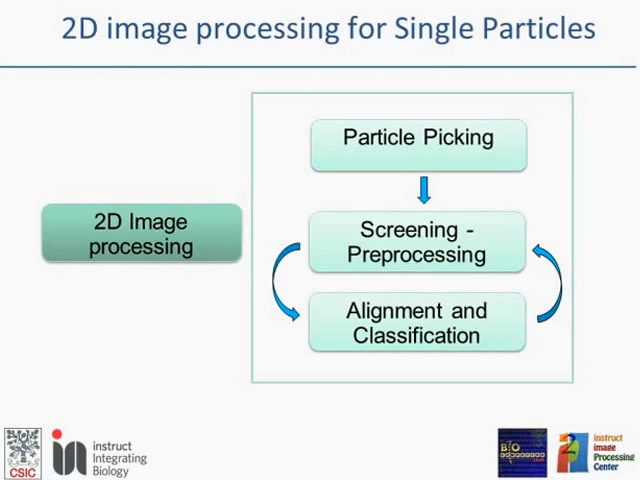 2D image processing for Single Particles
Particle Picking
2D Image
processing
Screening -
Preprocessing
Alignment and
Classification
CSIC
instruct
Integrating
Biology
instruct
image
Processing
Center